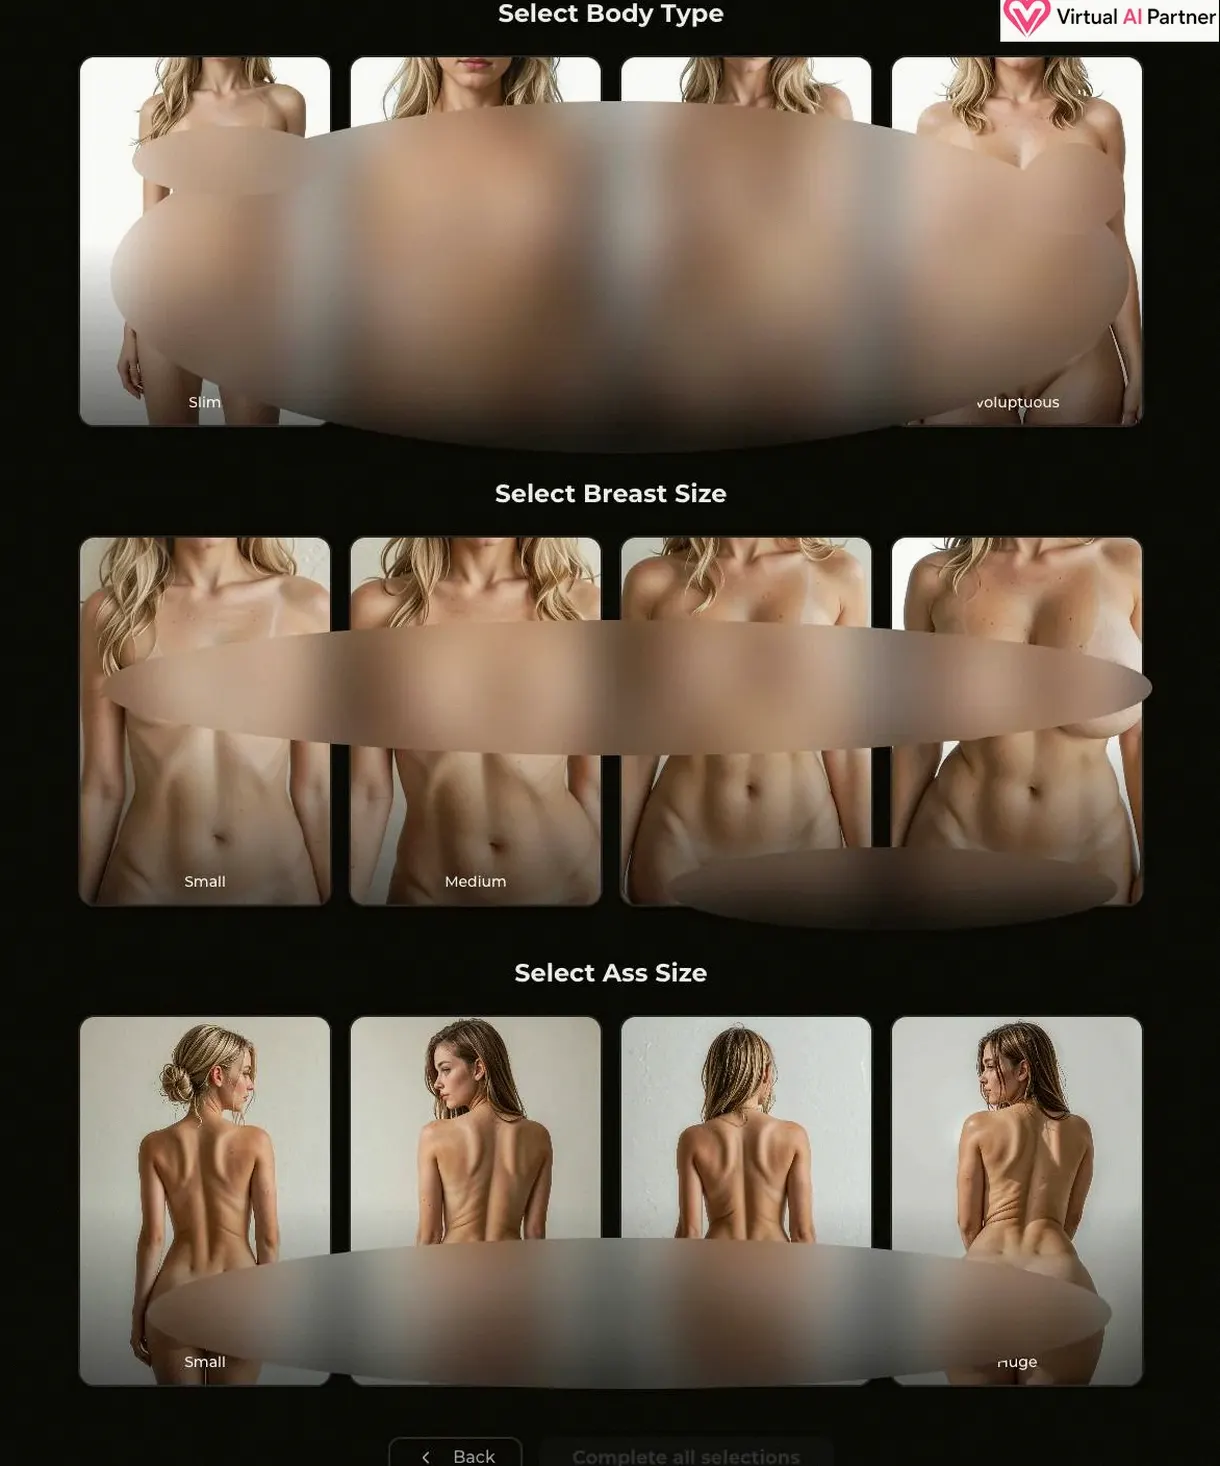 Select Body Type
Virtual AI Partner
Slim
voluptuous
Select Breast Size
Small
Medium
Select Ass Size
Small
Huge
Back
Complete all selections